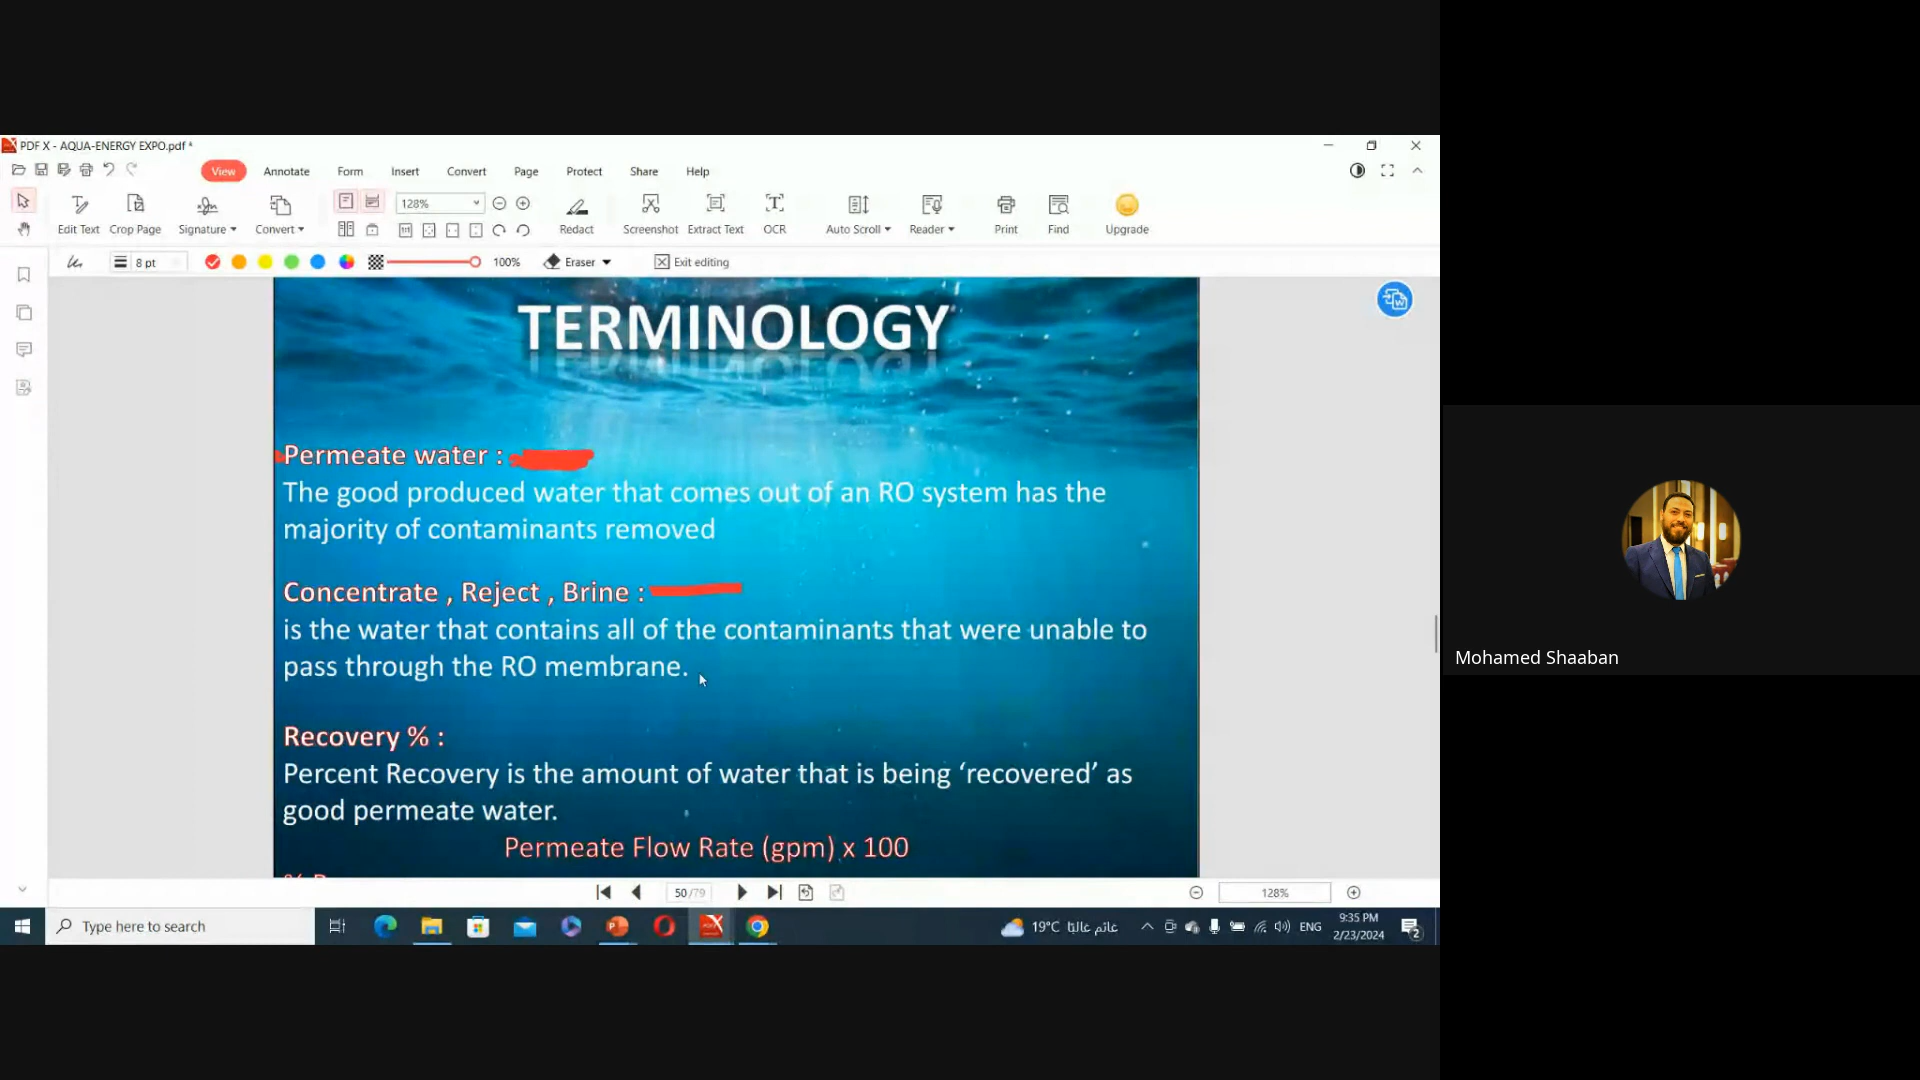 PDF X - AQUA-ENERGY EXPO.pdf *
View Annotate Form Insert Convert Page Protect Share Help
128%
Edit Text Crop Page Signature Convert Redact Screenshot Extract Text OCR Auto Scroll Reader Print Find Upgrade
8 pt 100% Eraser Exit editing
TERMINOLOGY
Permeate water :
The good produced water that comes out of an RO system has the
majority of contaminants removed
Concentrate , Reject , Brine :
is the water that contains all of the contaminants that were unable to
pass through the RO membrane.
Recovery % :
Percent Recovery is the amount of water that is being ‘recovered’ as
good permeate water.
Permeate Flow Rate (gpm) x 100
Mohamed Shaaban
50 /79 128%
Type here to search
19°C غائم غالبًا ENG
9:35 PM
2/23/2024
2